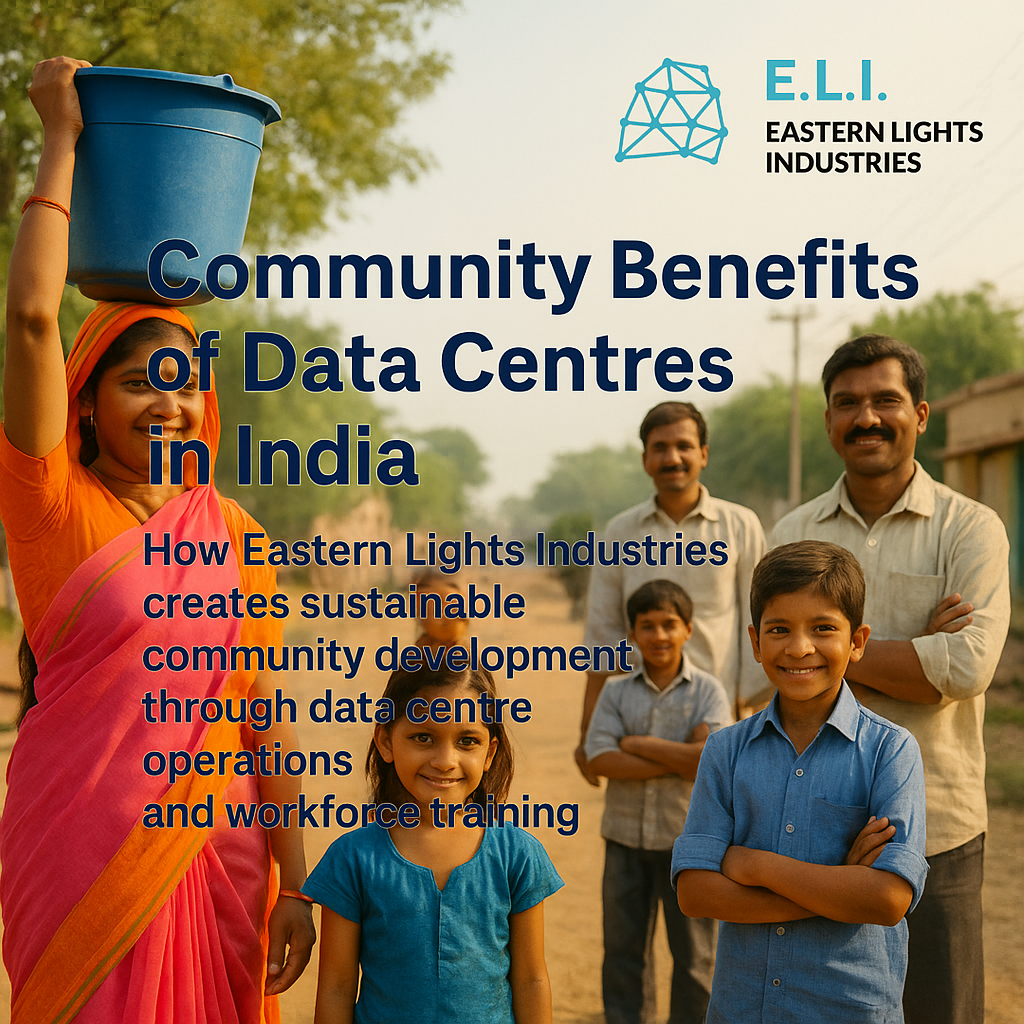 E.L.I.
EASTERN LIGHTS
INDUSTRIES
Community Benefits
of Data Centres
in India
How Eastern Lights Industries
creates sustainable
community development
through data centre
operations
and workforce training